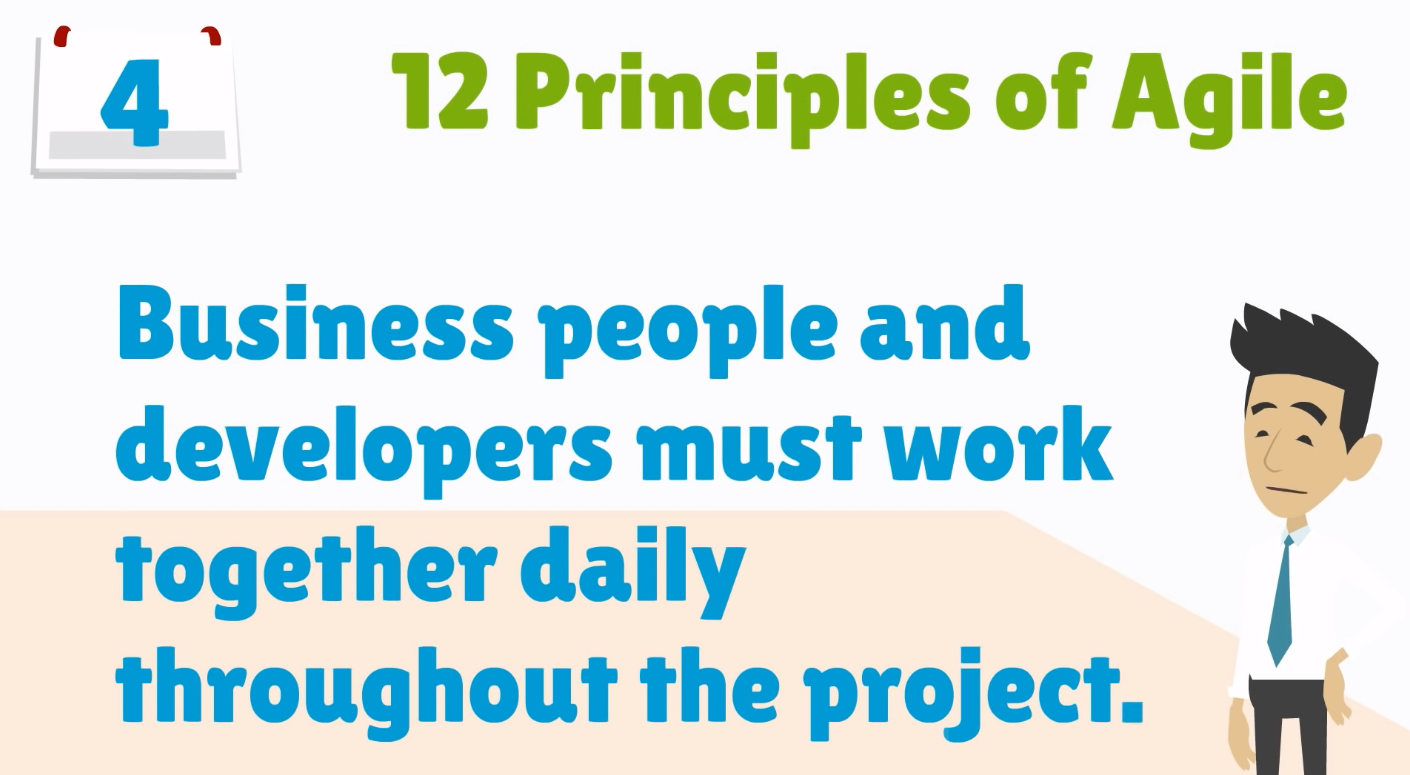 4
12 Principles of Agile
Business people and
developers must work
together daily
throughout the project.